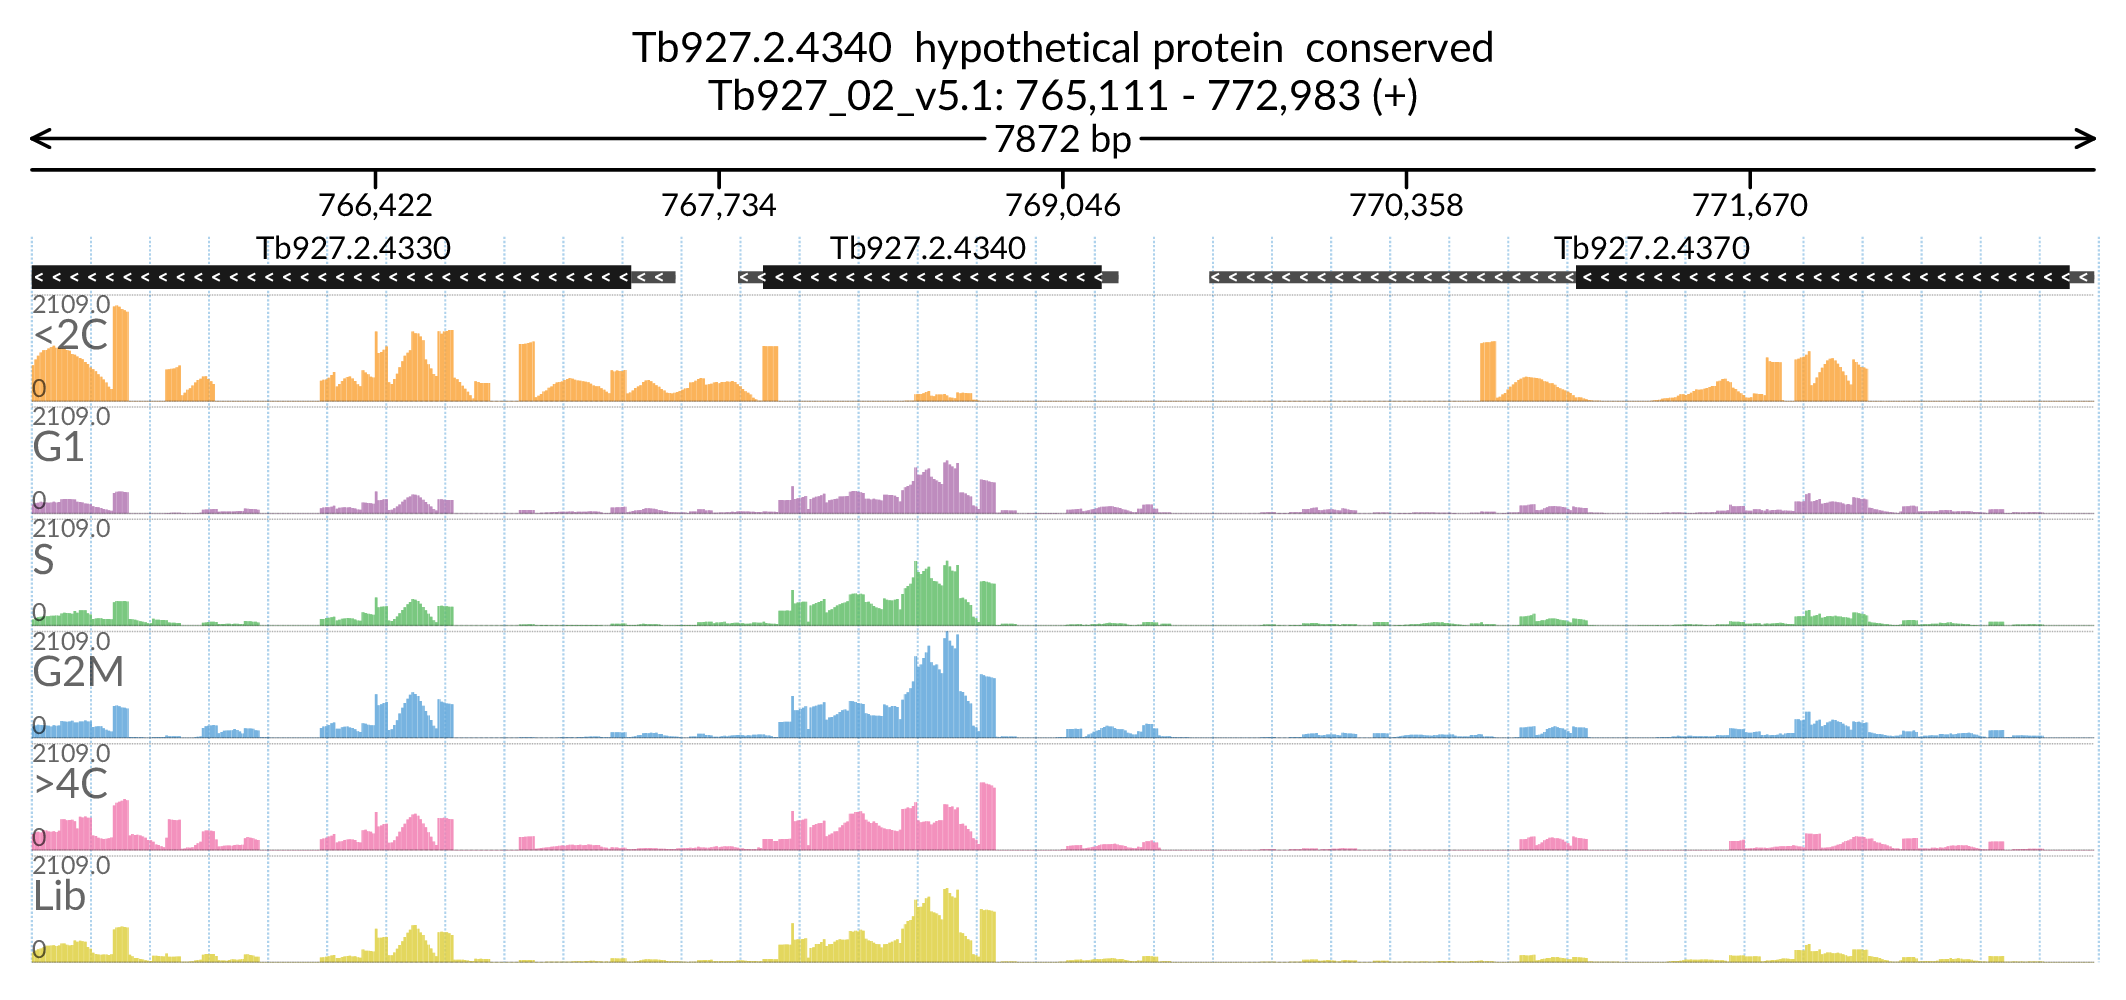 Tb927.2.4340  hypothetical protein  conserved
Tb927_02_v5.1: 765,111 - 772,983 (+)
7872 bp
766,422 767,734 769,046 770,358 771,670
Tb927.2.4330 Tb927.2.4340 Tb927.2.4370
2109.0
<2C
0
2109.0
G1
0
2109.0
S
0
2109.0
G2M
0
2109.0
>4C
0
2109.0
Lib
0